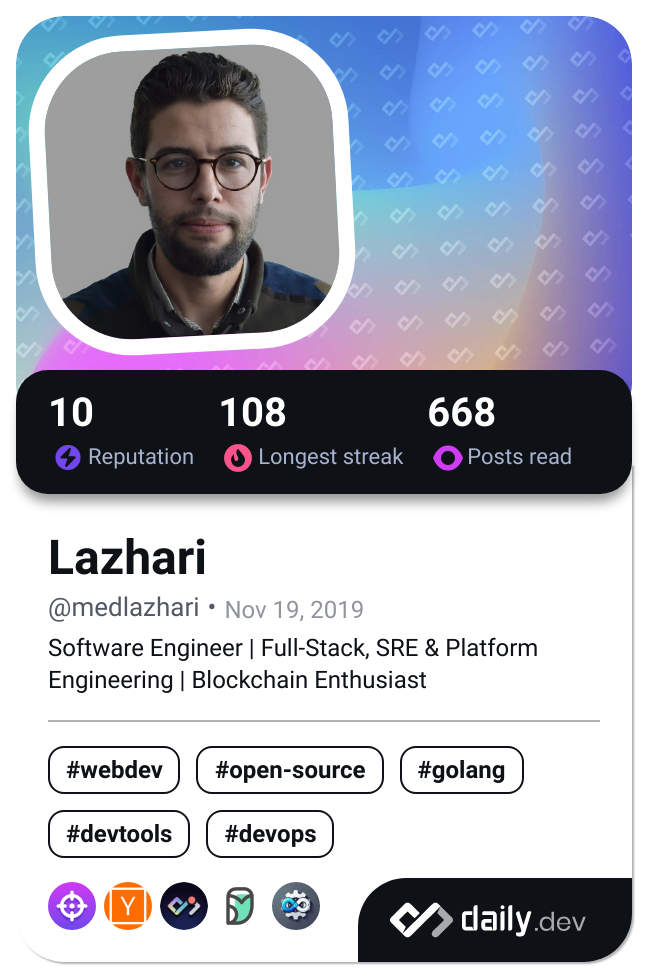 10 108 668
Reputation Longest streak Posts read
Lazhari
@medlazhari • Nov 19, 2019
Software Engineer | Full-Stack, SRE & Platform
Engineering | Blockchain Enthusiast
#webdev #open-source #golang
#devtools #devops
Y
daily.dev